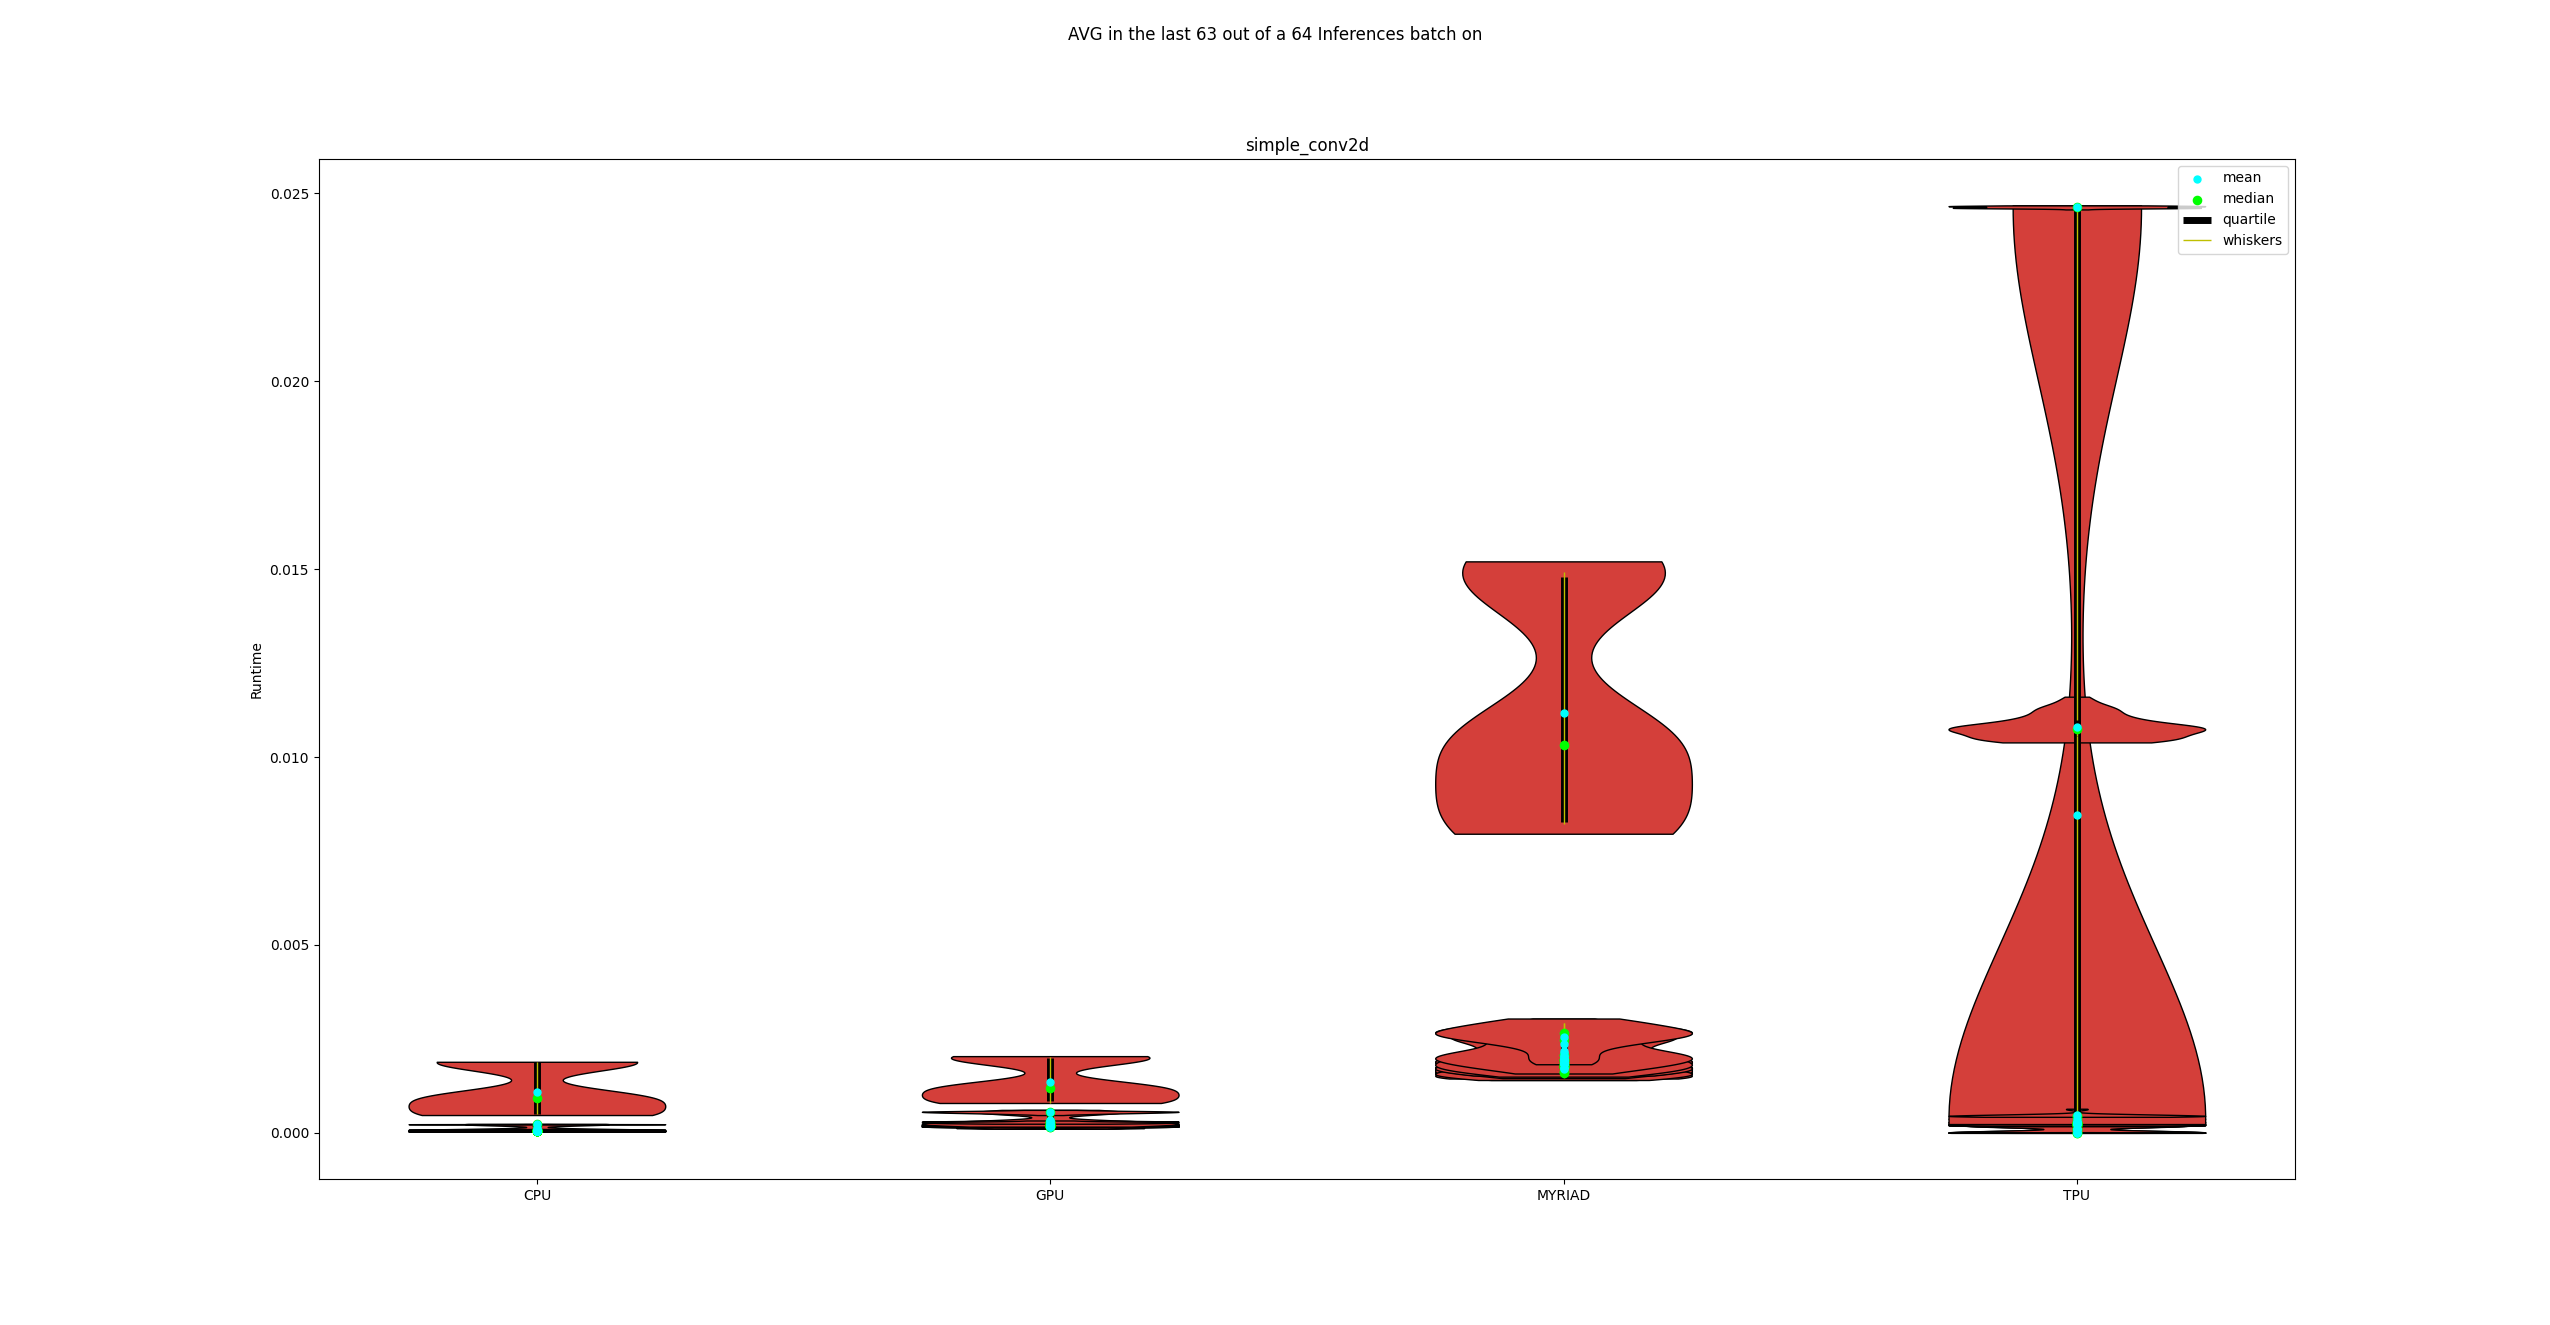 AVG in the last 63 out of a 64 Inferences batch on
simple_conv2d
mean
median
quartile
whiskers
0.025
0.020
0.015
0.010
0.005
0.000
Runtime
CPU
GPU
MYRIAD
TPU